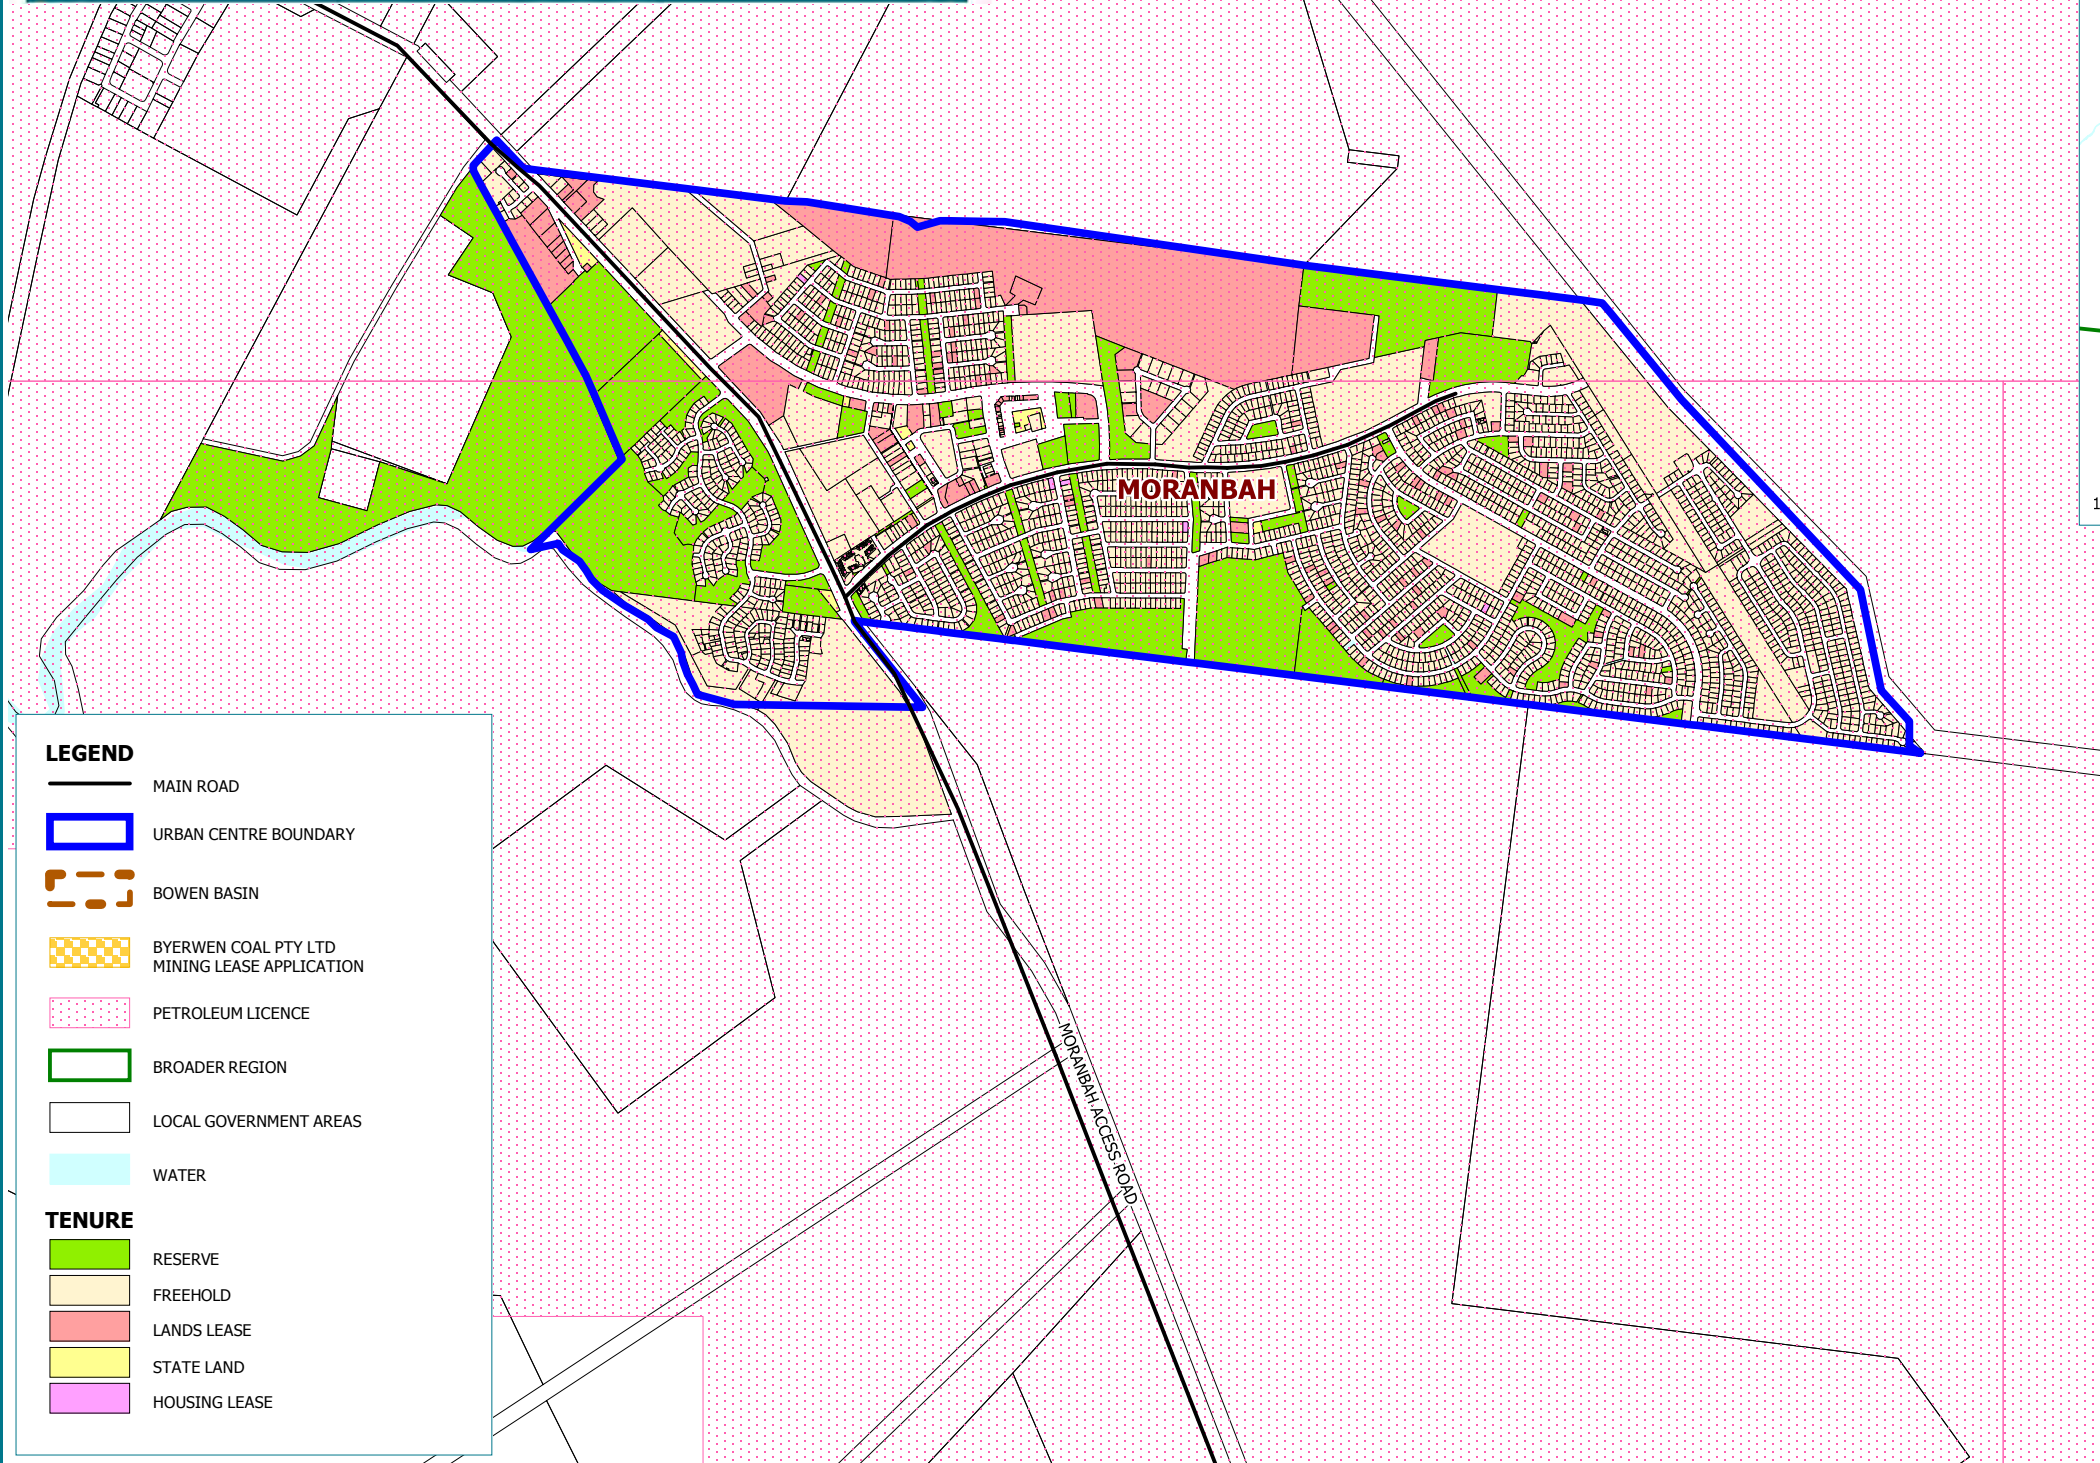 MORANBAH
1
MORANBAH ACCESS ROAD
LEGEND
MAIN ROAD
URBAN CENTRE BOUNDARY
BOWEN BASIN
BYERWEN COAL PTY LTD
MINING LEASE APPLICATION
PETROLEUM LICENCE
BROADER REGION
LOCAL GOVERNMENT AREAS
WATER
TENURE
RESERVE
FREEHOLD
LANDS LEASE
STATE LAND
HOUSING LEASE